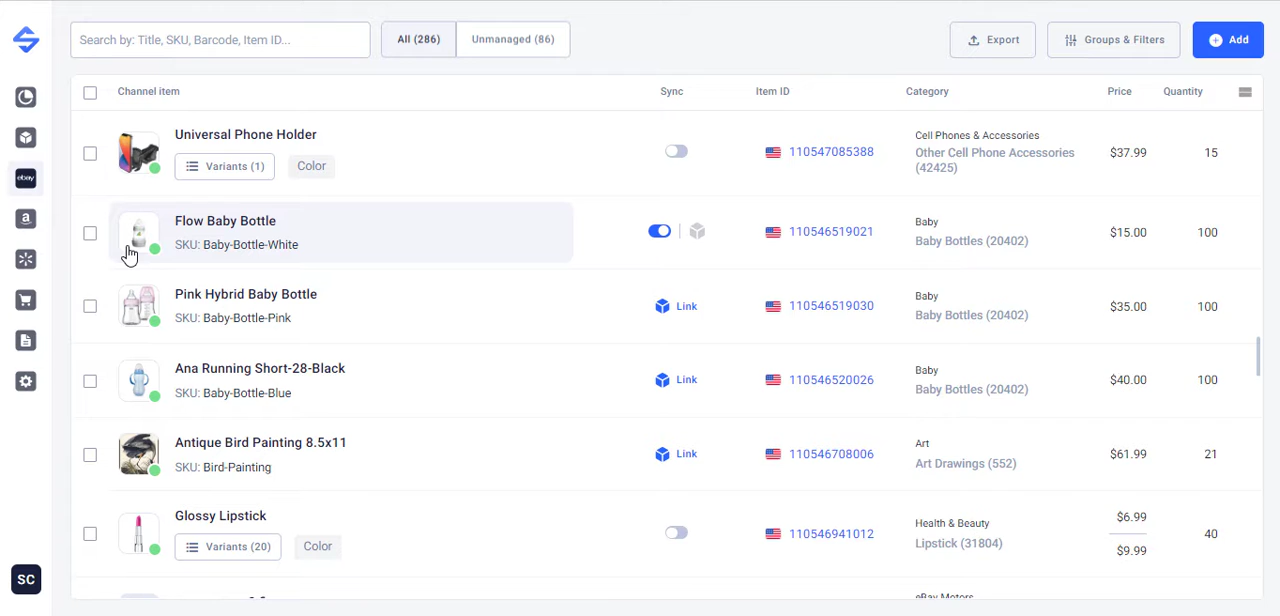 Search by: Title, SKU, Barcode, Item ID...
All (286)
Unmanaged (86)
Export
Groups & Filters
Add
Channel item
Sync
Item ID
Category
Price
Quantity
Universal Phone Holder
Variants (1)
Color
110547085388
Cell Phones & Accessories
Other Cell Phone Accessories
(42425)
$37.99
15
ebay
Flow Baby Bottle
SKU: Baby-Bottle-White
110546519021
Baby
Baby Bottles (20402)
$15.00
100
Pink Hybrid Baby Bottle
SKU: Baby-Bottle-Pink
Link
110546519030
Baby
Baby Bottles (20402)
$35.00
100
Ana Running Short-28-Black
SKU: Baby-Bottle-Blue
Link
110546520026
Baby
Baby Bottles (20402)
$40.00
100
Antique Bird Painting 8.5x11
SKU: Bird-Painting
Link
110546708006
Art
Art Drawings (552)
$61.99
21
Glossy Lipstick
Variants (20)
Color
110546941012
Health & Beauty
Lipstick (31804)
$6.99
$9.99
40
SC
eBay Motors